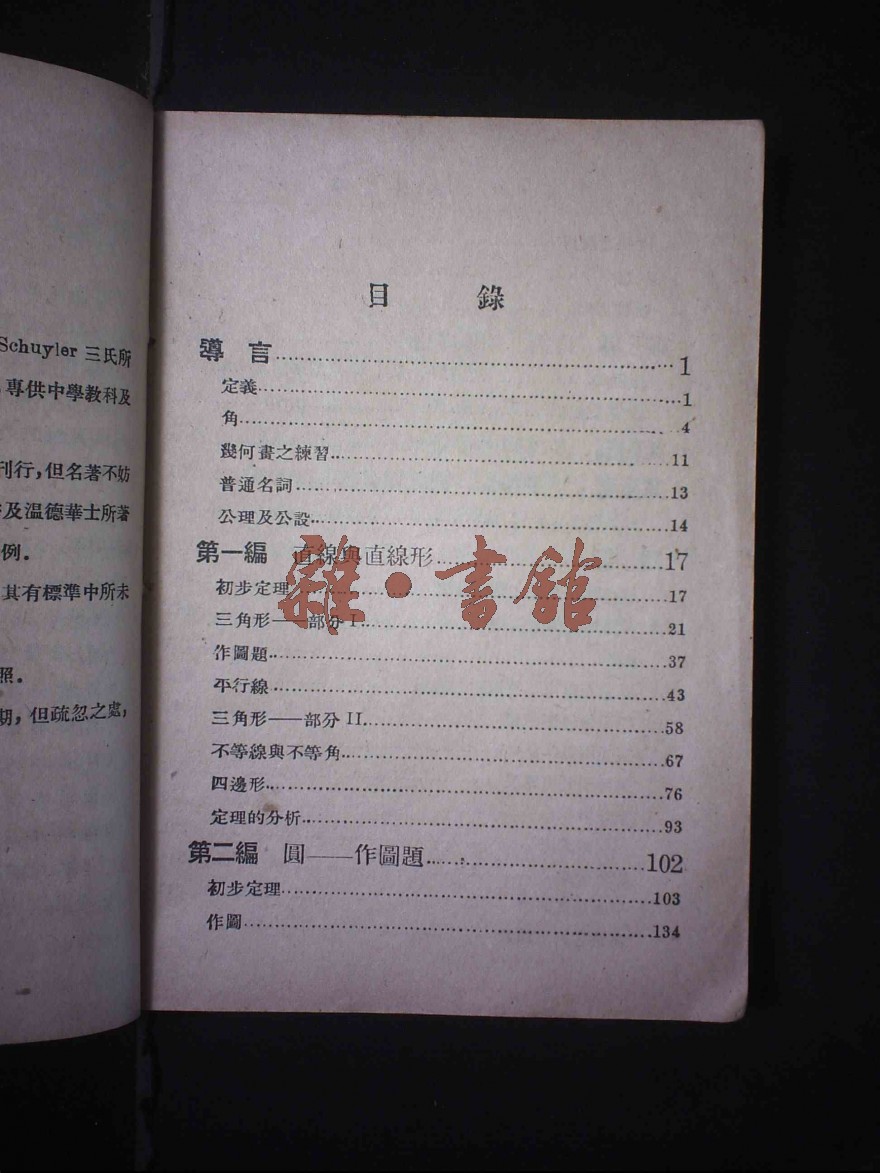 Schuyler 三氏所
專供中學教科及
刊行，但名著不妨
及溫德華士所著
例．
其有標準中所未
照．
期，但疏忽之處，
目 錄
導 言……1
定義……1
角……4
幾何畫之練習……11
普通名詞……13
公理及公設……14
第一編 直線與直線形……17
初步定理……17
三角形——部分 I……21
作圖題……37
平行線……43
三角形——部分 II……58
不等線與不等角……67
四邊形……76
定理的分析……93
第二編 圓——作圖題……102
初步定理……103
作圖……134
雜·書館